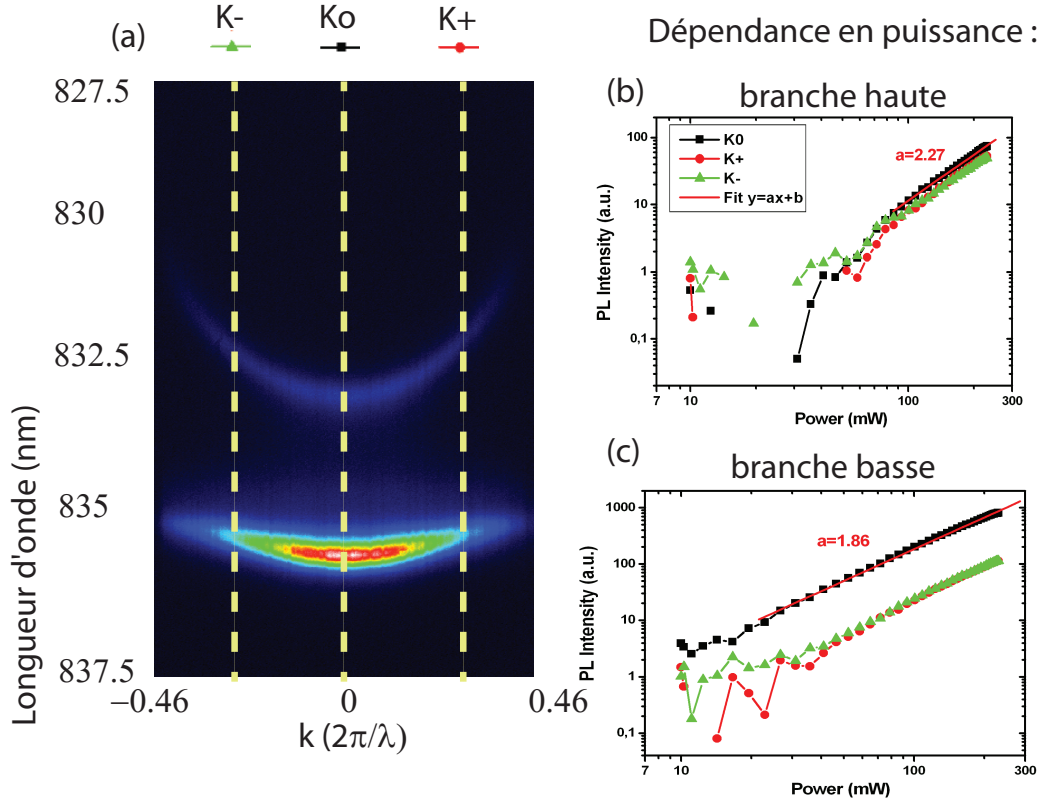 K-
Ko
K+
Dépendance en puissance :
(a)
827.5
830
832.5
835
837.5
Longueur d'onde (nm)
−0.46
0
0.46
k (2π/λ)
(b)
branche haute
K0
K+
K-
Fit y=ax+b
a=2.27
100
10
1
0,1
PL Intensity (a.u.)
7
10
100
300
Power (mW)
(c)
branche basse
a=1.86
1000
100
10
1
0,1
PL Intensity (a.u.)
7
10
100
300
Power (mW)